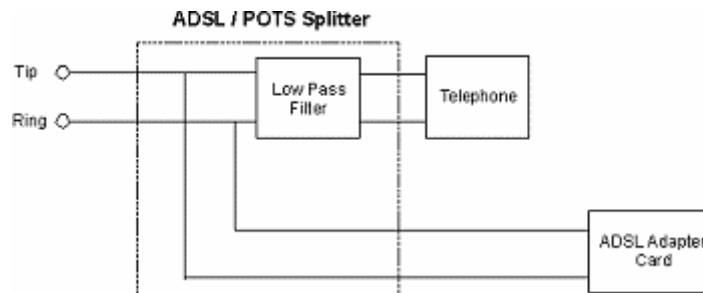 ADSL / POTS Splitter
Tip
Low Pass
Filter
Telephone
Ring
ADSL Adapter
Card